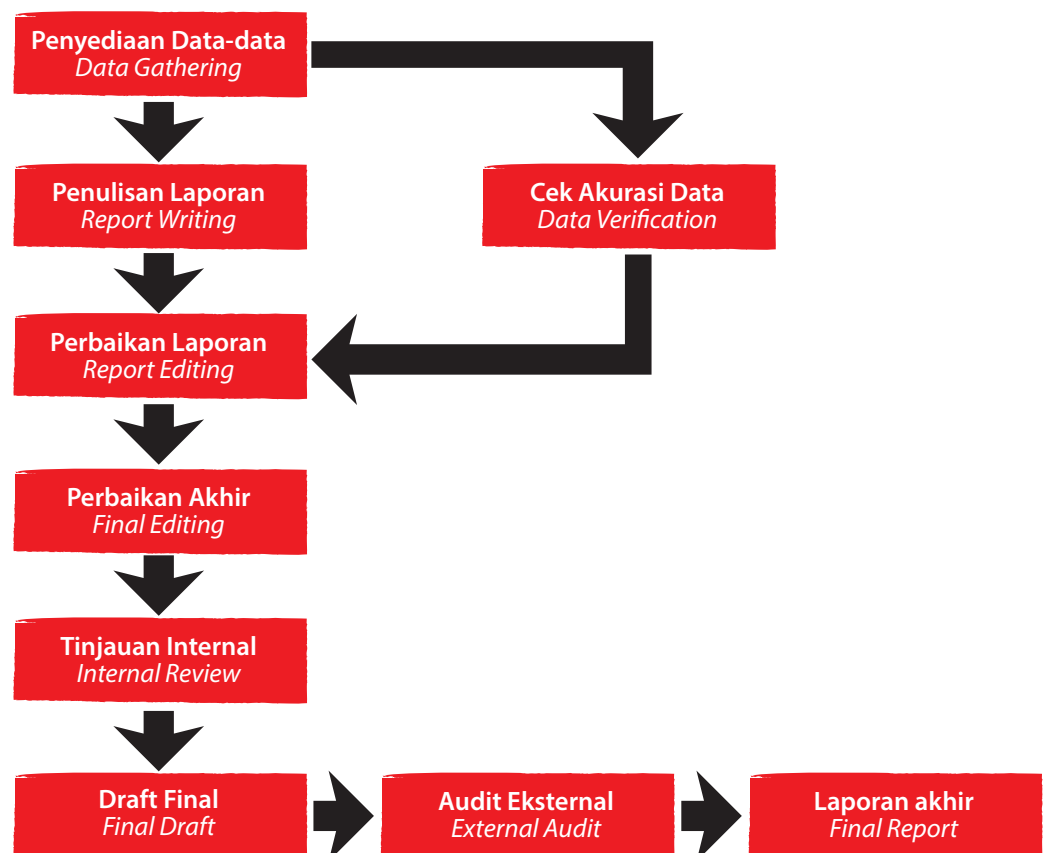 Penyediaan Data-data
Data Gathering
Penulisan Laporan
Report Writing
Cek Akurasi Data
Data Verification
Perbaikan Laporan
Report Editing
Perbaikan Akhir
Final Editing
Tinjauan Internal
Internal Review
Draft Final
Final Draft
Audit Eksternal
External Audit
Laporan akhir
Final Report